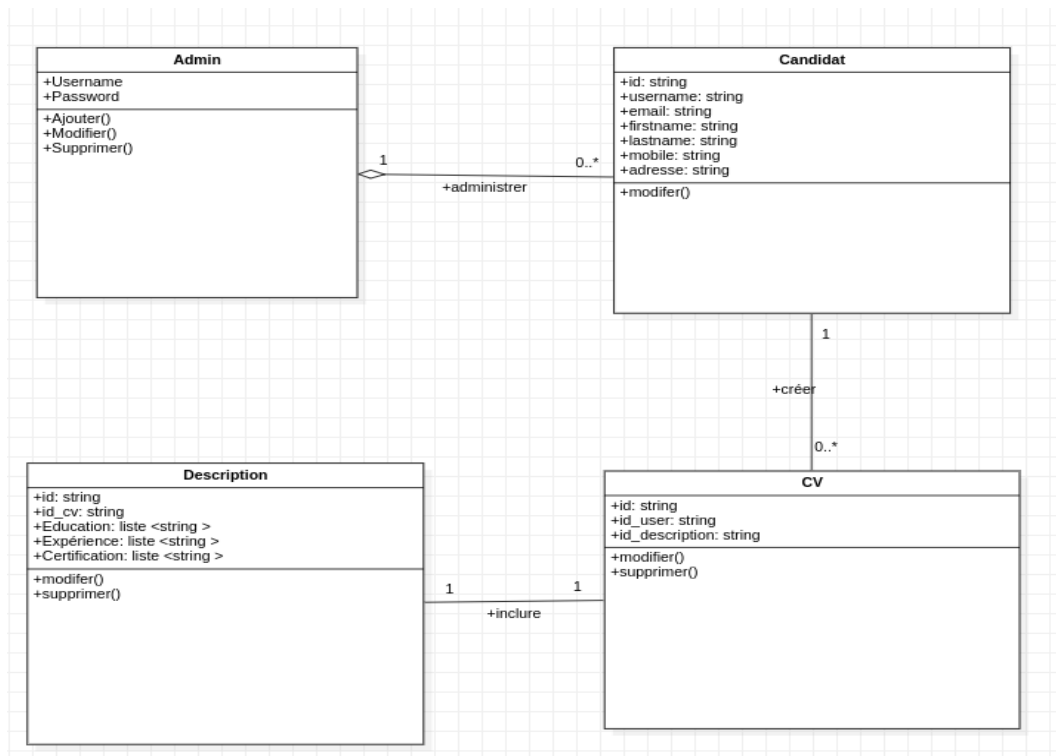 Admin
+Username
+Password
+Ajouter()
+Modifier()
+Supprimer()
1
0..*
+administrer
Candidat
+id: string
+username: string
+email: string
+firstname: string
+lastname: string
+mobile: string
+adresse: string
+modifer()
1
+créer
0..*
Description
+id: string
+id_cv: string
+Education: liste <string >
+Expérience: liste <string >
+Certification: liste <string >
+modifer()
+supprimer()
1
1
+inclure
CV
+id: string
+id_user: string
+id_description: string
+modifier()
+supprimer()